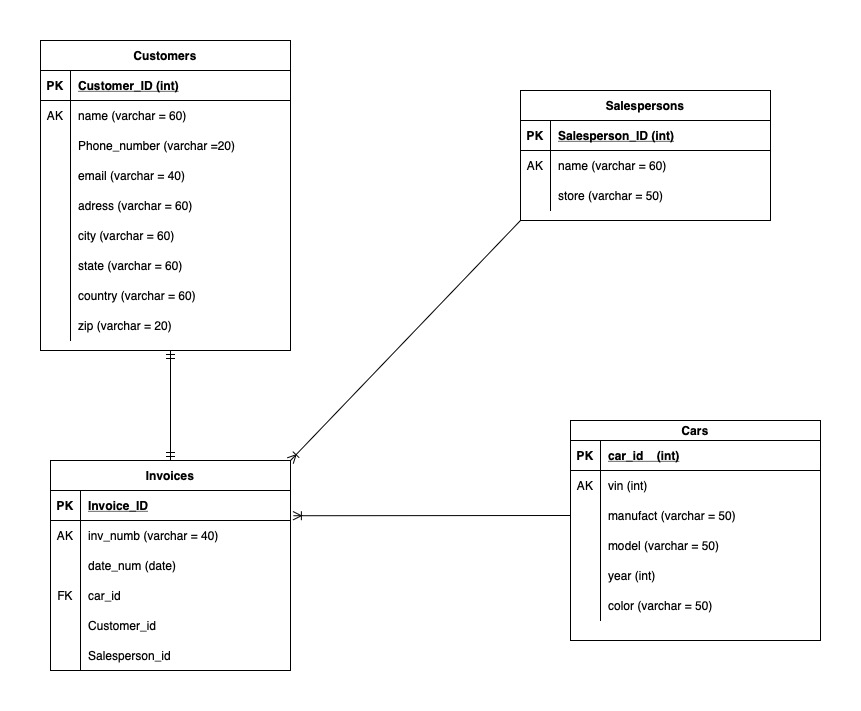 Customers
PK Customer_ID (int)
AK name (varchar = 60)
Phone_number (varchar =20)
email (varchar = 40)
adress (varchar = 60)
city (varchar = 60)
state (varchar = 60)
country (varchar = 60)
zip (varchar = 20)
Salespersons
PK Salesperson_ID (int)
AK name (varchar = 60)
store (varchar = 50)
Invoices
PK Invoice_ID
AK inv_numb (varchar = 40)
date_num (date)
FK car_id
Customer_id
Salesperson_id
Cars
PK car_id (int)
AK vin (int)
manufact (varchar = 50)
model (varchar = 50)
year (int)
color (varchar = 50)